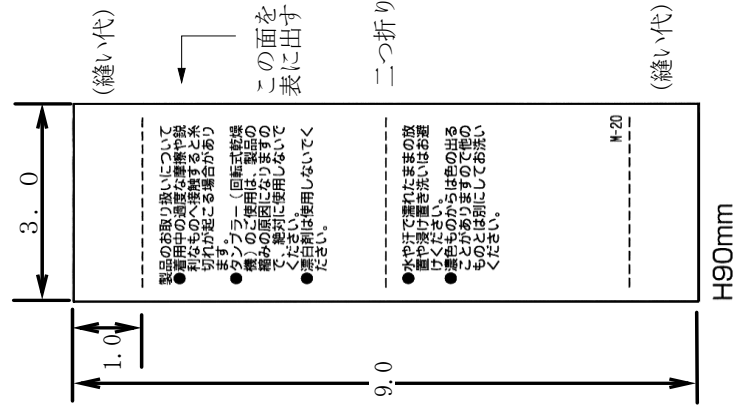 3.0
1.0
9.0
(縫い代)
この面を
表に出す
二つ折り
(縫い代)
製品のお取り扱いについて
●着用中の過度な摩擦や鋭
利なものへ接触すると糸
切れが起こる場合があり
ます。
●タンブラー(回転式乾燥
機)のご使用は、製品の
縮みの原因になりますの
で、絶対に使用しないで
ください。
●漂白剤は使用しないでく
ださい。
●水や汗で濡れたままの放
置や浸け置き洗いはお避
けください。
●濃色ものからは色の出る
ことがありますので他の
ものとは別にしてお洗い
ください。
M-20
H90mm